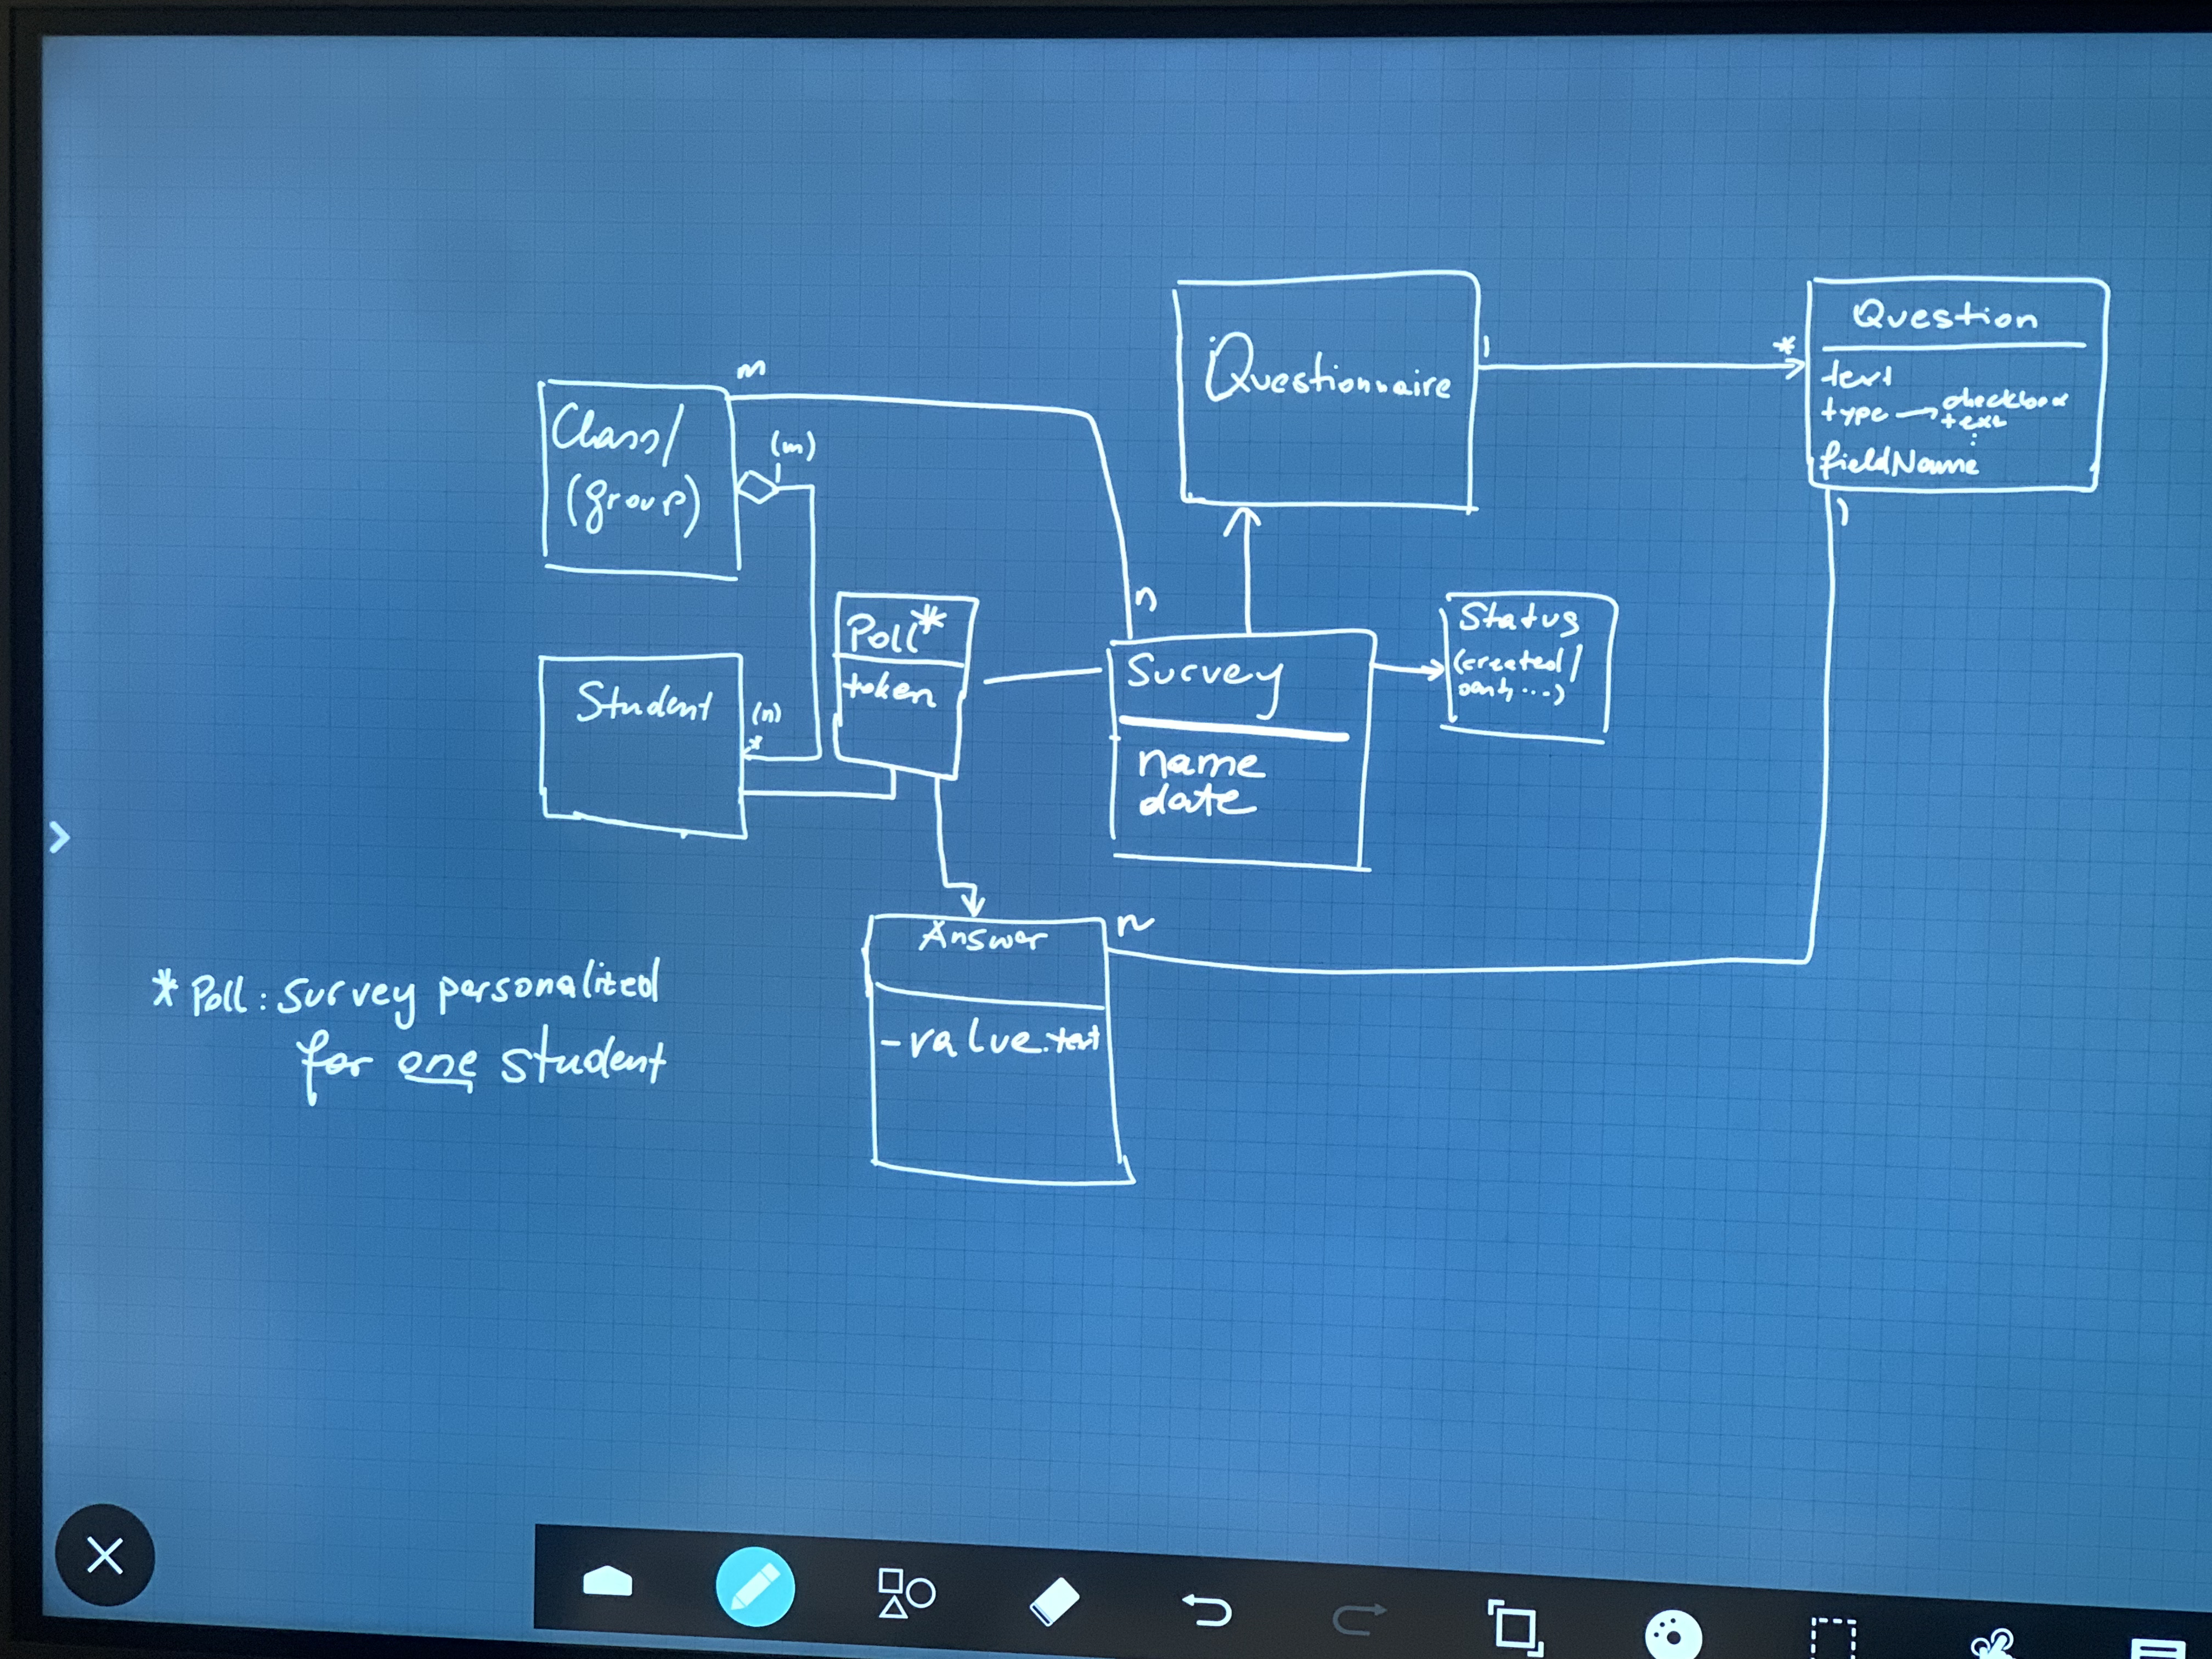 m
Class/
(group)
(m)
Questionnaire
1
*
Question
text
type → checkbox
text
⋮
fieldName
1
n
Poll*
token
Student
(n)
*
Survey
name
date
Status
(created/
...)
Answer
n
- value: text
* Poll: survey personalized
for one student